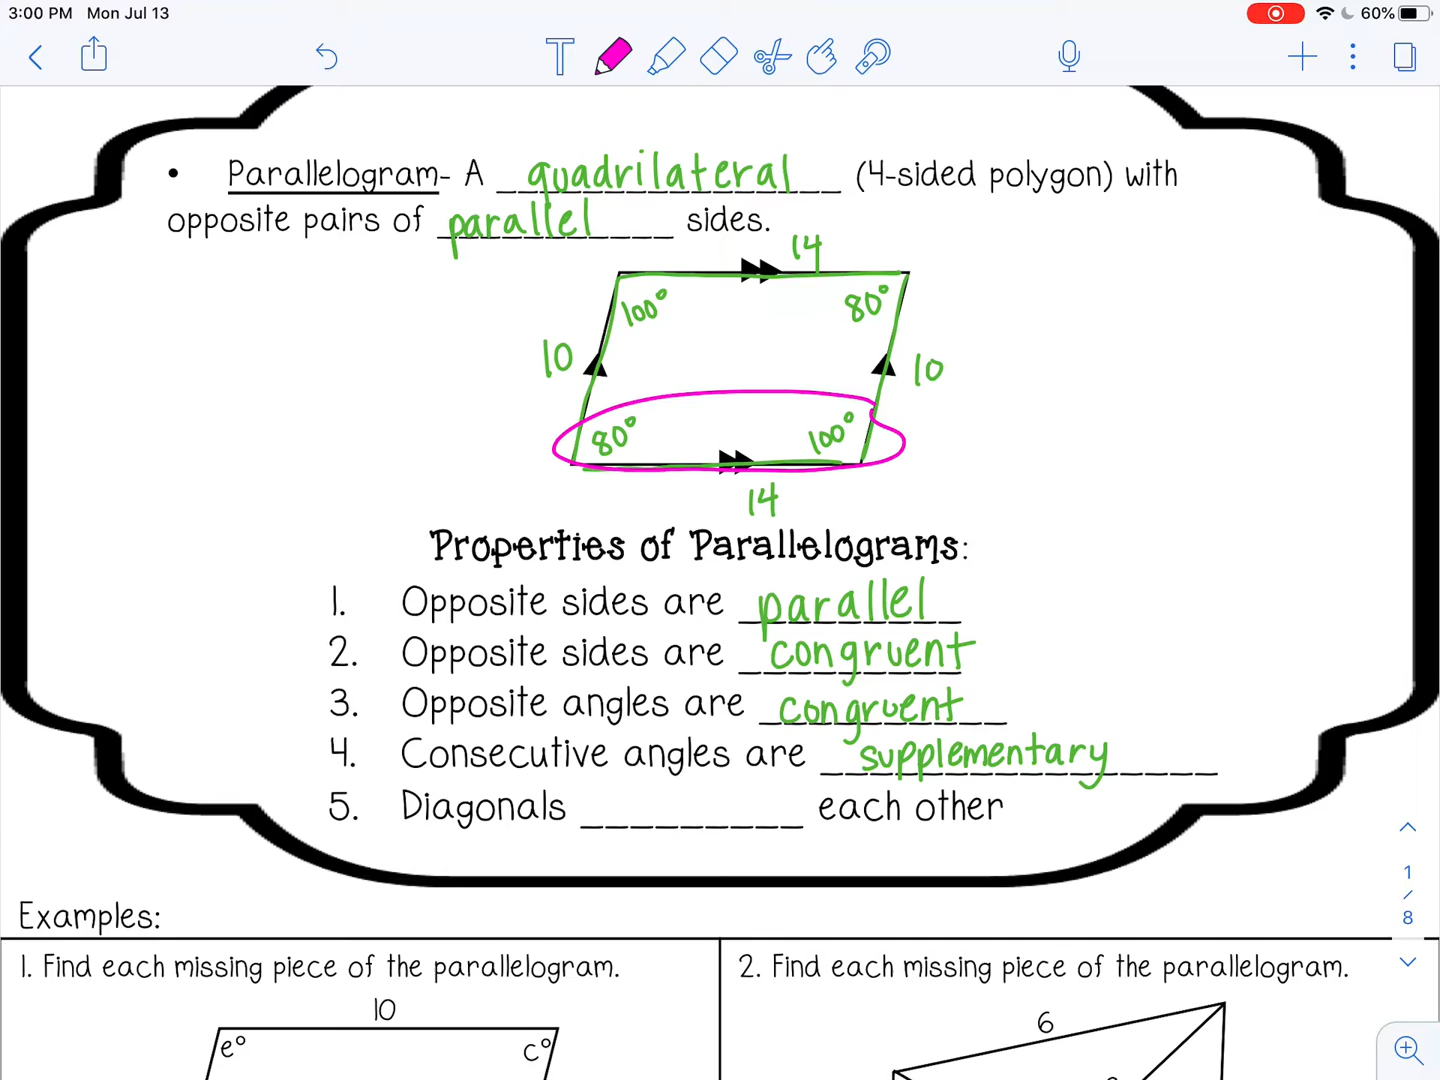 3:00 PM Mon Jul 13
60%
• Parallelogram- A quadrilateral (4-sided polygon) with
opposite pairs of parallel sides.
14
100° 80°
10 10
80° 100°
14
Properties of Parallelograms:
1. Opposite sides are parallel
2. Opposite sides are congruent
3. Opposite angles are congruent
4. Consecutive angles are supplementary
5. Diagonals _________ each other
1
/
8
Examples:
1. Find each missing piece of the parallelogram.
10
e° c°
2. Find each missing piece of the parallelogram.
6